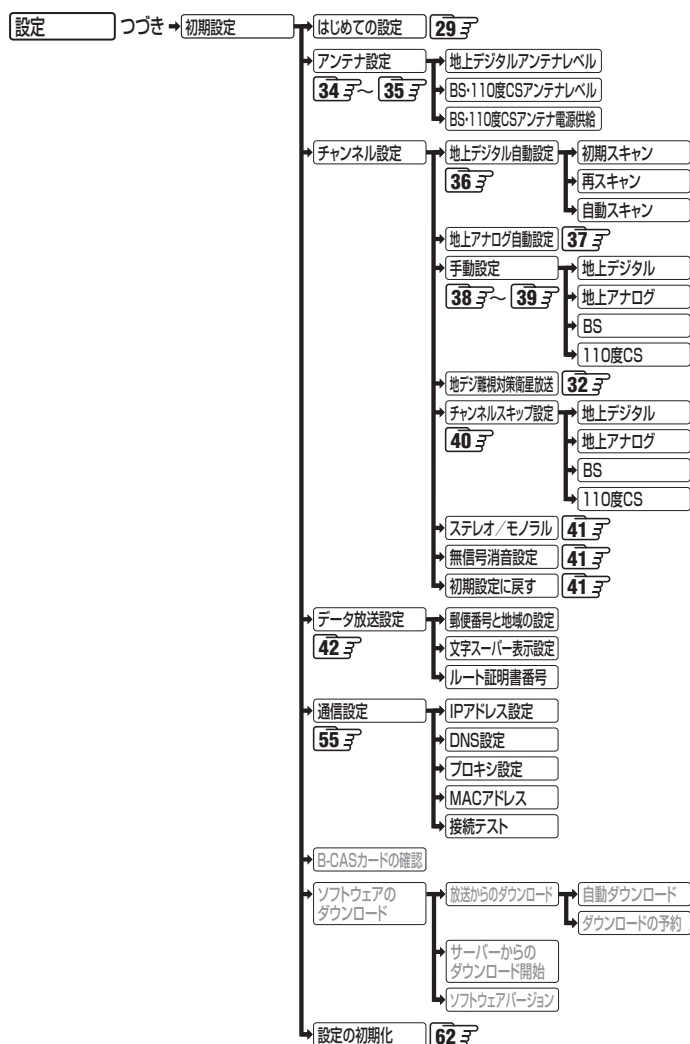 設定 つづき 初期設定 はじめての設定 29
アンテナ設定 地上デジタルアンテナレベル
34 ～ 35 BS・110度CSアンテナレベル
BS・110度CSアンテナ電源供給
チャンネル設定 地上デジタル自動設定 初期スキャン
36 再スキャン
自動スキャン
地上アナログ自動設定 37
手動設定 地上デジタル
38 ～ 39 地上アナログ
BS
110度CS
地デジ難視対策衛星放送 32
チャンネルスキップ設定 地上デジタル
40 地上アナログ
BS
110度CS
ステレオ／モノラル 41
無信号消音設定 41
初期設定に戻す 41
データ放送設定 郵便番号と地域の設定
42 文字スーパー表示設定
ルート証明書番号
通信設定 IPアドレス設定
55 DNS設定
プロキシ設定
MACアドレス
接続テスト
B-CASカードの確認
ソフトウェアの
ダウンロード 放送からのダウンロード 自動ダウンロード
ダウンロードの予約
サーバーからの
ダウンロード開始
ソフトウェアバージョン
設定の初期化 62